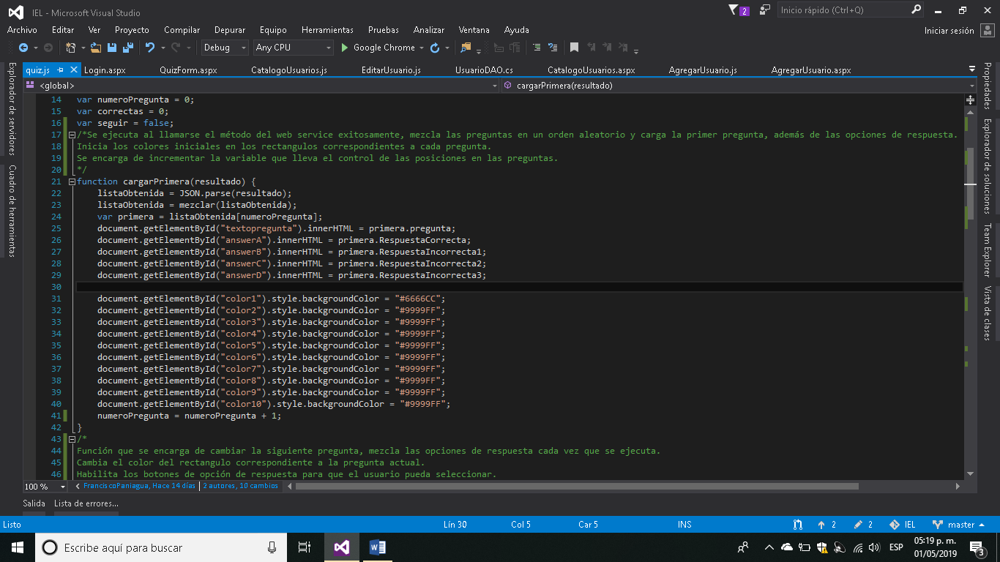 IEL - Microsoft Visual Studio
2
Inicio rápido (Ctrl+Q)
Archivo Editar Ver Proyecto Compilar Depurar Equipo Herramientas Pruebas Analizar Ventana Ayuda
Iniciar sesión
Debug Any CPU Google Chrome
quiz.js Login.aspx QuizForm.aspx CatalogoUsuarios.js EditarUsuario.js UsuarioDAO.cs CatalogoUsuarios.aspx AgregarUsuario.js AgregarUsuario.aspx
<global> cargarPrimera(resultado)
Explorador de servidores
Cuadro de herramientas
14 var numeroPregunta = 0;
15 var correctas = 0;
16 var seguir = false;
17 /*Se ejecuta al llamarse el método del web service exitosamente, mezcla las preguntas en un orden aleatorio y carga la primer pregunta, además de las opciones de respuesta.
18 Inicia los colores iniciales en los rectangulos correspondientes a cada pregunta.
19 Se encarga de incrementar la variable que lleva el control de las posiciones en las preguntas.
20 */
21 function cargarPrimera(resultado) {
22 listaObtenida = JSON.parse(resultado);
23 listaObtenida = mezclar(listaObtenida);
24 var primera = listaObtenida[numeroPregunta];
25 document.getElementById("textopregunta").innerHTML = primera.pregunta;
26 document.getElementById("answerA").innerHTML = primera.RespuestaCorrecta;
27 document.getElementById("answerB").innerHTML = primera.RespuestaIncorrecta1;
28 document.getElementById("answerC").innerHTML = primera.RespuestaIncorrecta2;
29 document.getElementById("answerD").innerHTML = primera.RespuestaIncorrecta3;
30
31 document.getElementById("color1").style.backgroundColor = "#6666CC";
32 document.getElementById("color2").style.backgroundColor = "#9999FF";
33 document.getElementById("color3").style.backgroundColor = "#9999FF";
34 document.getElementById("color4").style.backgroundColor = "#9999FF";
35 document.getElementById("color5").style.backgroundColor = "#9999FF";
36 document.getElementById("color6").style.backgroundColor = "#9999FF";
37 document.getElementById("color7").style.backgroundColor = "#9999FF";
38 document.getElementById("color8").style.backgroundColor = "#9999FF";
39 document.getElementById("color9").style.backgroundColor = "#9999FF";
40 document.getElementById("color10").style.backgroundColor = "#9999FF";
41 numeroPregunta = numeroPregunta + 1;
42 }
43 /*
44 Función que se encarga de cambiar la siguiente pregunta, mezcla las opciones de respuesta cada vez que se ejecuta.
45 Cambia el color del rectangulo correspondiente a la pregunta actual.
46 Habilita los botones de opción de respuesta para que el usuario pueda seleccionar.
Propiedades
Explorador de soluciones
Team Explorer
Vista de clases
100 % FranciscoPaniagua, Hace 14 días | 2 autores, 10 cambios
Salida Lista de errores...
Listo Lín 30 Col 5 Car 5 INS 2 2 IEL master
Escribe aquí para buscar
ESP
05:19 p. m.
01/05/2019
3